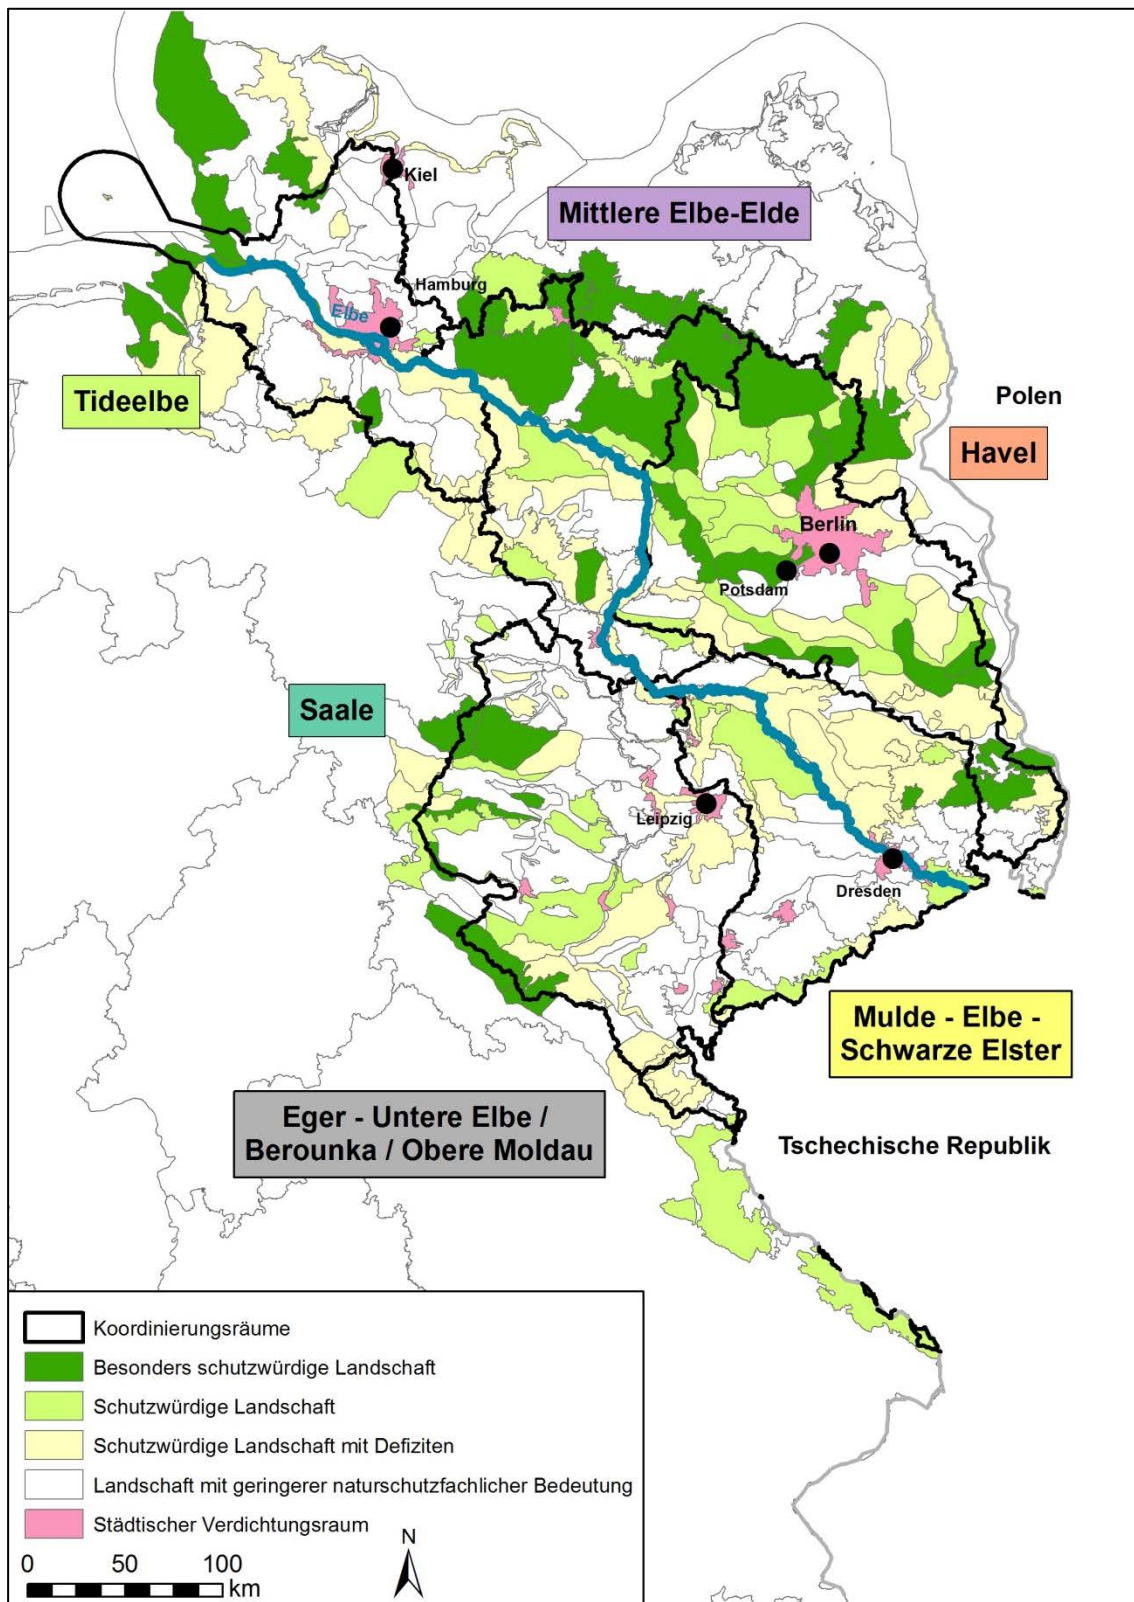 Kiel
Mittlere Elbe-Elde
Hamburg
Elbe
Tideelbe
Polen
Havel
Berlin
Potsdam
Saale
Leipzig
Dresden
Mulde - Elbe -
Schwarze Elster
Eger - Untere Elbe /
Berounka / Obere Moldau
Tschechische Republik
Koordinierungsräume
Besonders schutzwürdige Landschaft
Schutzwürdige Landschaft
Schutzwürdige Landschaft mit Defiziten
Landschaft mit geringerer naturschutzfachlicher Bedeutung
Städtischer Verdichtungsraum
N
0 50 100
km